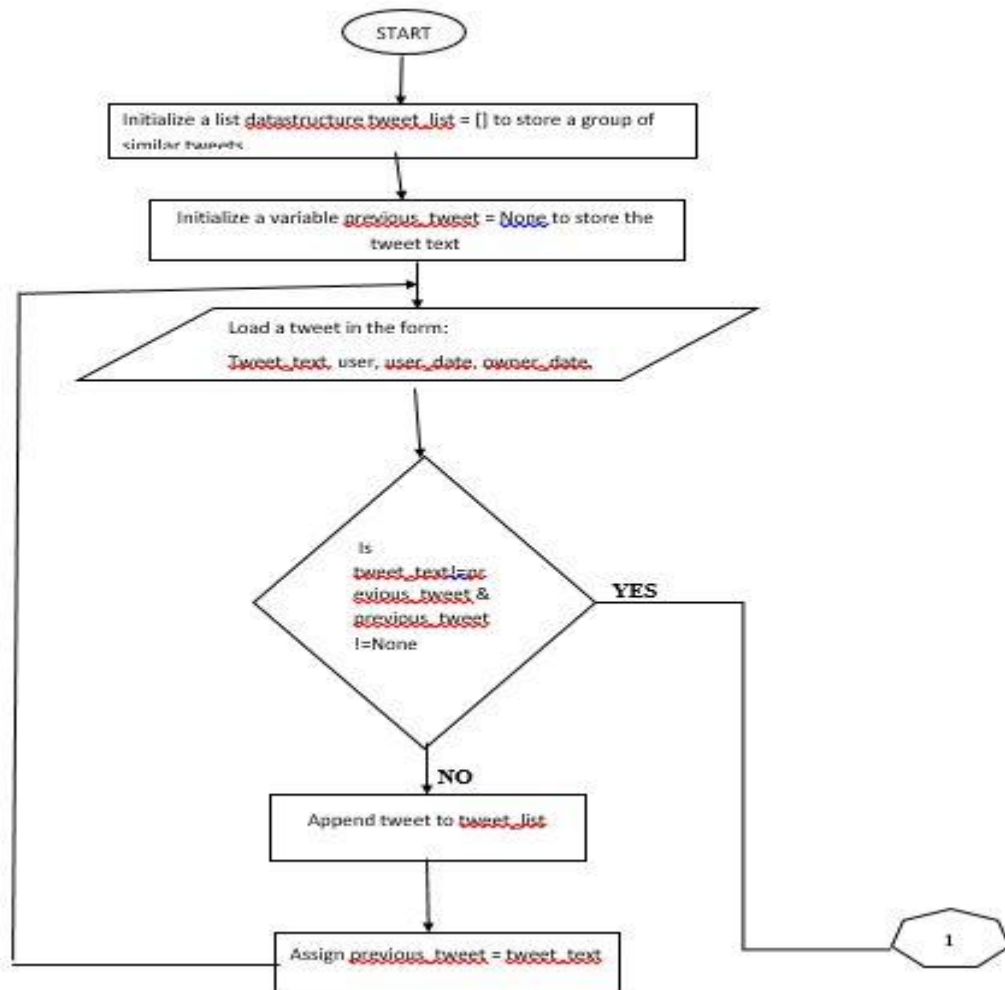 START
Initialize a list datastructure tweet_list = [] to store a group of
similar tweets
Initialize a variable previous_tweet = None to store the
tweet text
Load a tweet in the form:
Tweet_text, user, user_date, owner_date,
Is
tweet_text!=pr
evious_tweet &
previous_tweet
!=None
YES
NO
Append tweet to tweet_list
1
Assign previous_tweet = tweet_text